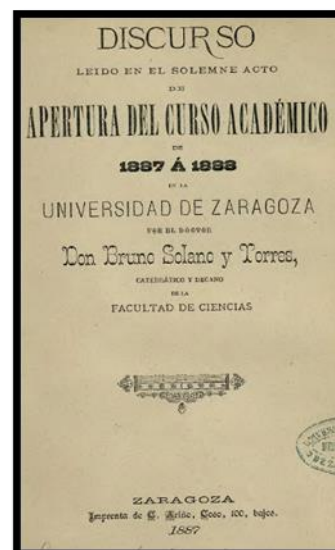 DISCURSO
LEIDO EN EL SOLEMNE ACTO
DE
APERTURA DEL CURSO ACADÉMICO
DE
1887 Á 1888
EN LA
UNIVERSIDAD DE ZARAGOZA
POR EL DOCTOR
Don Bruno Solano y Torres,
CATEDRÁTICO Y DECANO
DE LA
FACULTAD DE CIENCIAS
ZARAGOZA
Imprenta de C. Ariño, Coso, 100, bajos.
1887